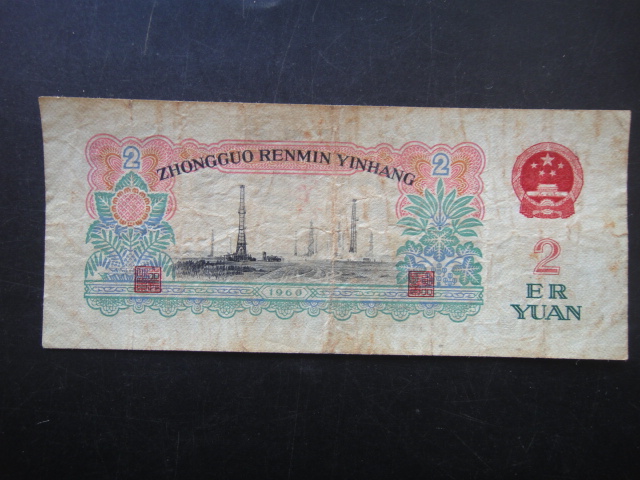 2
ZHONGGUO RENMIN YINHANG
2
1960
2
ER
YUAN